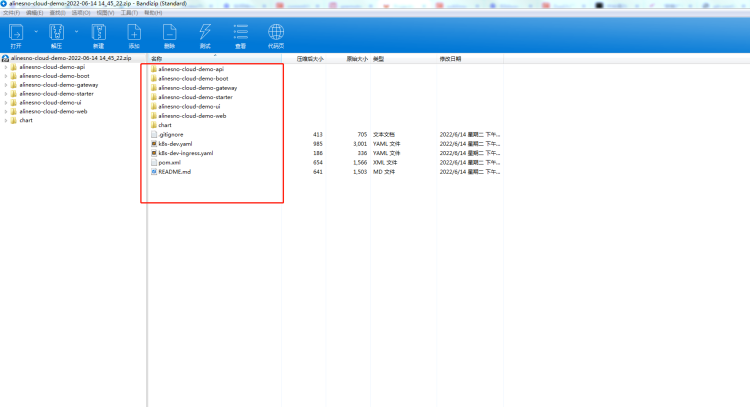 alinesno-cloud-demo-2022-06-14 14_45_22.zip - Bandizip (Standard)
文件(F) 编辑(E) 查找(I) 选项(O) 视图(V) 工具(T) 帮助(H)
打开 解压 新建 添加 删除 测试 查看 代码页
alinesno-cloud-demo-2022-06-14 14_45_22.zip
alinesno-cloud-demo-api
alinesno-cloud-demo-boot
alinesno-cloud-demo-gateway
alinesno-cloud-demo-starter
alinesno-cloud-demo-ui
alinesno-cloud-demo-web
chart
名称 压缩后大小 原始大小 类型 修改日期
alinesno-cloud-demo-api
alinesno-cloud-demo-boot
alinesno-cloud-demo-gateway
alinesno-cloud-demo-starter
alinesno-cloud-demo-ui
alinesno-cloud-demo-web
chart
.gitignore 413 705 文本文档 2022/6/14 星期二 下午...
k8s-dev.yaml 985 3,001 YAML 文件 2022/6/14 星期二 下午...
k8s-dev-ingress.yaml 186 336 YAML 文件 2022/6/14 星期二 下午...
pom.xml 654 1,566 XML 文件 2022/6/14 星期二 下午...
README.md 641 1,503 MD 文件 2022/6/14 星期二 下午...